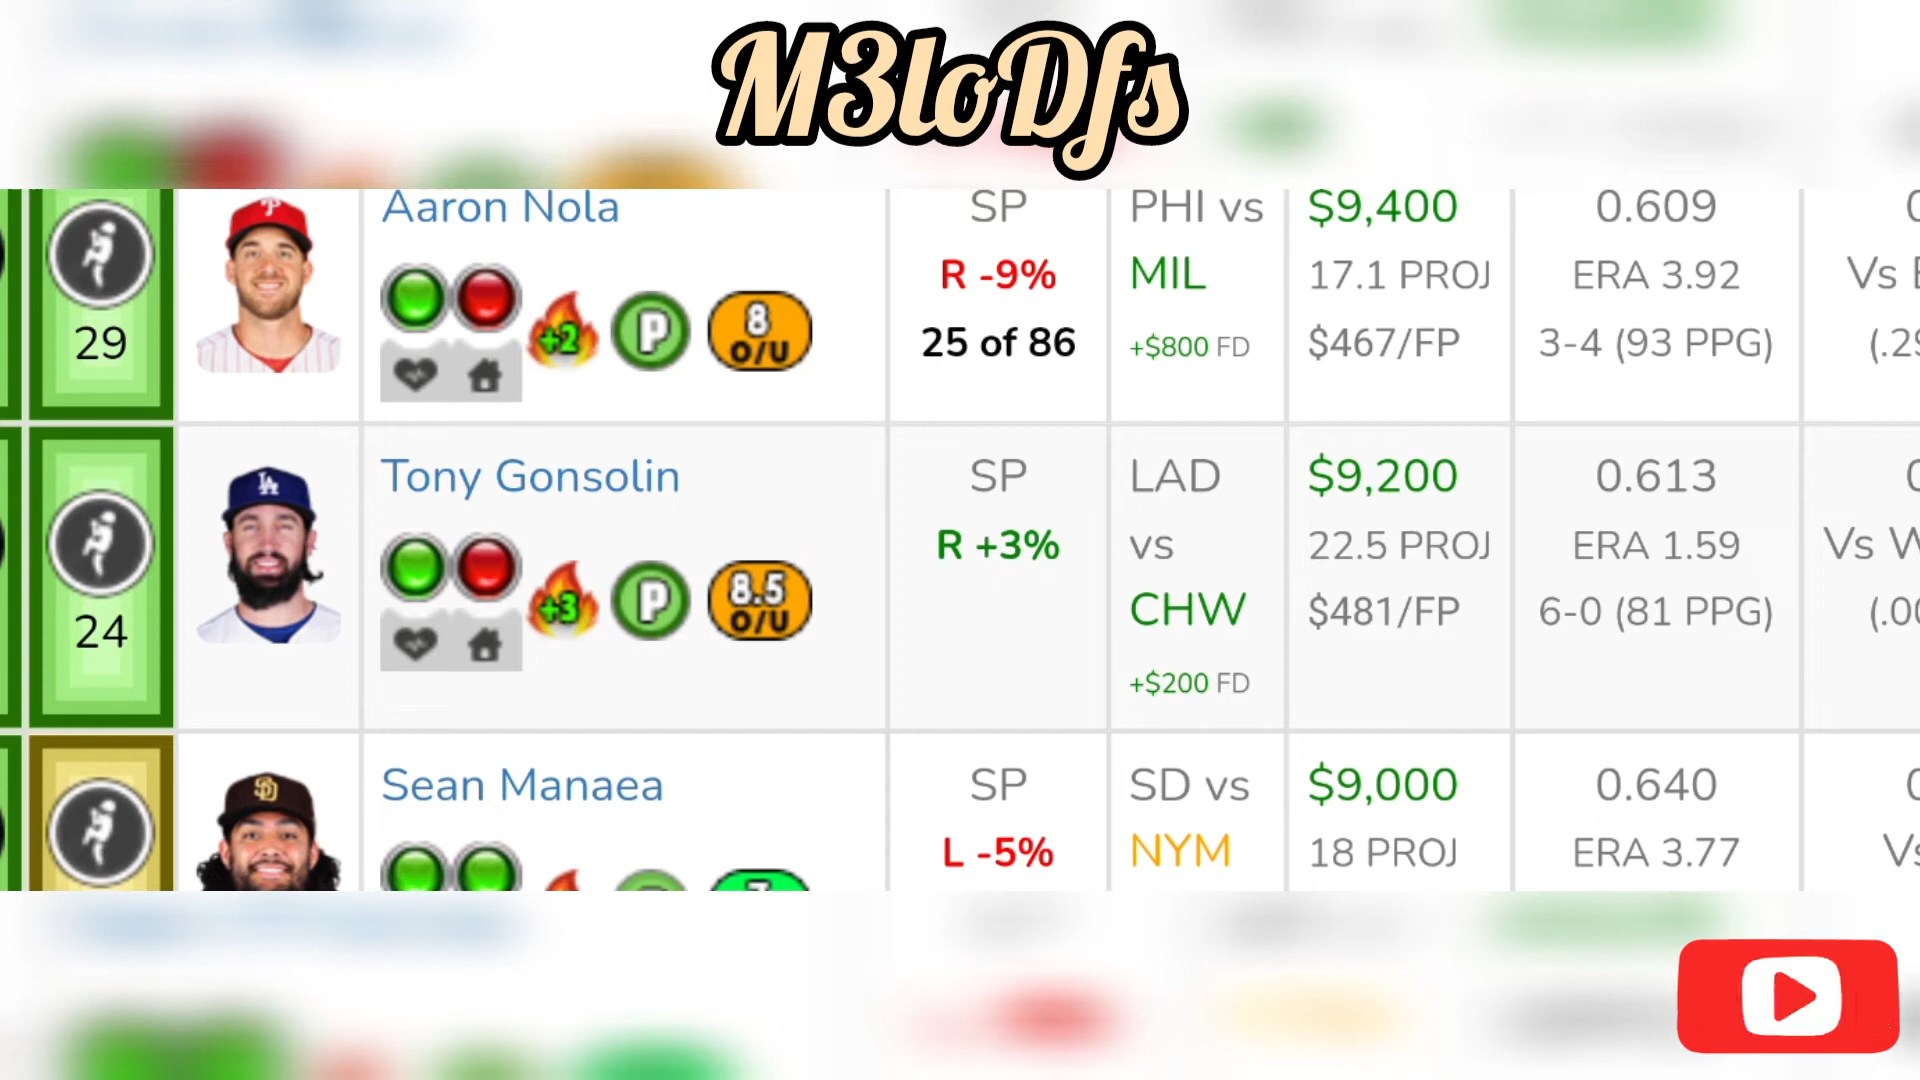 M3loDfs
29
Aaron Nola
+2
P
8
O/U
SP
R -9%
25 of 86
PHI vs
MIL
+$800 FD
$9,400
17.1 PROJ
$467/FP
0.609
ERA 3.92
3-4 (93 PPG)
24
Tony Gonsolin
LA
+3
P
8.5
O/U
SP
R +3%
LAD
vs
CHW
+$200 FD
$9,200
22.5 PROJ
$481/FP
0.613
ERA 1.59
6-0 (81 PPG)
Sean Manaea
SD
SP
L -5%
SD vs
NYM
$9,000
18 PROJ
0.640
ERA 3.77